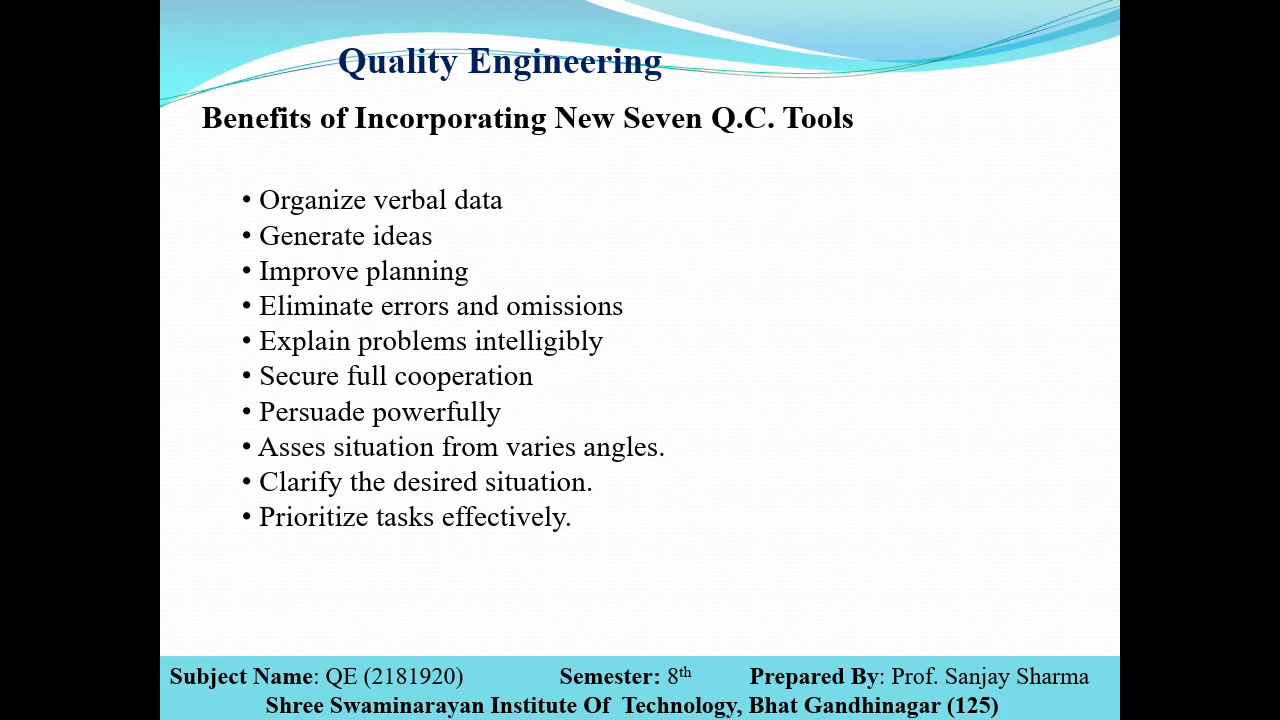 Quality Engineering
Benefits of Incorporating New Seven Q.C. Tools
• Organize verbal data
• Generate ideas
• Improve planning
• Eliminate errors and omissions
• Explain problems intelligibly
• Secure full cooperation
• Persuade powerfully
• Asses situation from varies angles.
• Clarify the desired situation.
• Prioritize tasks effectively.
Subject Name: QE (2181920) Semester: 8th Prepared By: Prof. Sanjay Sharma
Shree Swaminarayan Institute Of Technology, Bhat Gandhinagar (125)